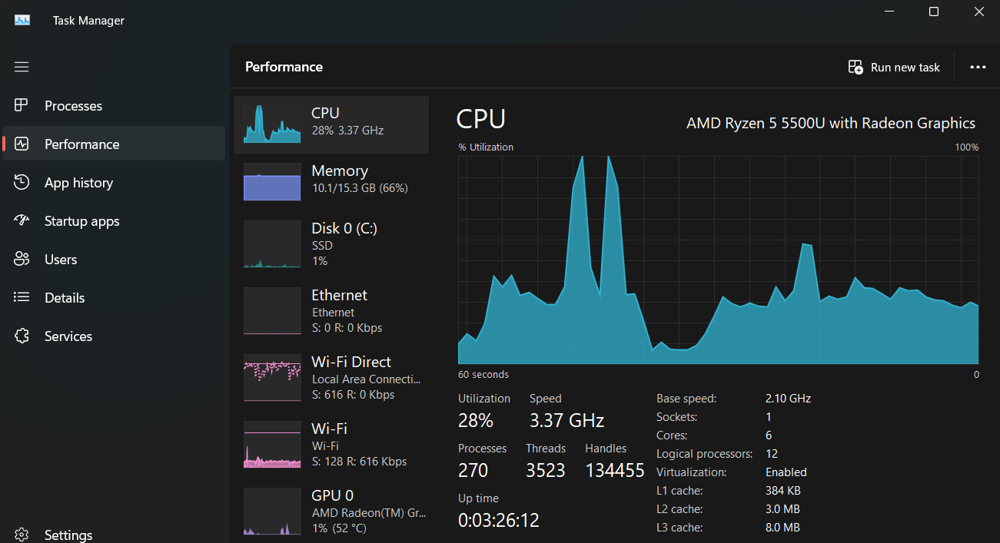 Task Manager
Processes
Performance
App history
Startup apps
Users
Details
Services
Settings
Performance
Run new task
CPU
28% 3.37 GHz
Memory
10.1/15.3 GB (66%)
Disk 0 (C:)
SSD
1%
Ethernet
Ethernet
S: 0 R: 0 Kbps
Wi-Fi Direct
Local Area Connecti...
S: 616 R: 0 Kbps
Wi-Fi
Wi-Fi
S: 128 R: 616 Kbps
GPU 0
AMD Radeon(TM) Gr...
1% (52 °C)
CPU
AMD Ryzen 5 5500U with Radeon Graphics
% Utilization
100%
60 seconds
0
Utilization Speed
28% 3.37 GHz
Processes Threads Handles
270 3523 134455
Up time
0:03:26:12
Base speed: 2.10 GHz
Sockets: 1
Cores: 6
Logical processors: 12
Virtualization: Enabled
L1 cache: 384 KB
L2 cache: 3.0 MB
L3 cache: 8.0 MB